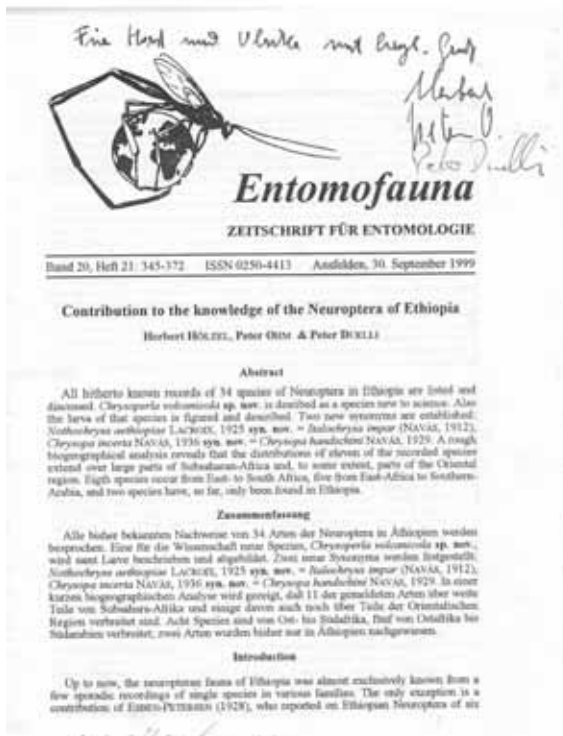 Für Horst und Ulrike mit herzl. Gruß
Herbert
Peter O.
Peter Duelli
Entomofauna
ZEITSCHRIFT FÜR ENTOMOLOGIE
Band 20, Heft 21: 345-372 ISSN 0250-4413 Ansfelden, 30. September 1999
Contribution to the knowledge of the Neuroptera of Ethiopia
Herbert HÖLZEL, Peter OHM & Peter DUELLI
Abstract
All hitherto known records of 34 species of Neuroptera in Ethiopia are listed and
discussed. Chrysoperla volcanicola sp. nov. is desribed as a species new to science. Also
the larva of that species is figured and described. Two new synonyms are established:
Nothochrysa aethiopica LACROIX, 1925 syn. nov. = Italochrysa impar (NAVÁS, 1912),
Chrysopa incerta NAVÁS, 1936 syn. nov. = Chrysopa handschini NAVÁS, 1929. A rough
biogeographical analysis reveals that the distributions of eleven of the recorded species
extend over large parts of Subsaharan-Africa and, to some extent, parts of the Oriental
region. Eigth species occur from East- to South Africa, five from East-Africa to Southern-
Arabia, and two species have, so far, only been found in Ethiopia.
Zusammenfassung
Alle bisher bekannten Nachweise von 34 Arten der Neuroptera in Äthiopien werden
besprochen. Eine für die Wissenschaft neue Spezies, Chrysoperla volcanicola sp. nov.,
wird samt Larve beschrieben und abgebildet. Zwei neue Synonyma werden festgestellt:
Nothochrysa aethiopica LACROIX, 1925 syn. nov. = Italochrysa impar (NAVÁS, 1912),
Chrysopa incerta NAVÁS, 1936 syn. nov. = Chrysopa handschini NAVÁS, 1929. In einer
kurzen biogeographischen Analyse wird gezeigt, daß 11 der gemeldeten Arten über weite
Teile von Subsahara-Afrika und einige davon auch noch über Teile der Orientalischen
Region verbreitet sind. Acht Spezien sind von Ost- bis Südafrika, fünf von Ostafrika bis
Südarabien verbreitet, zwei Arten wurden bisher nur in Äthiopien nachgewiesen.
Introduction
Up to now, the neuropteran fauna of Ethiopia was almost exclusively known from a
few sporadic recordings of single species in various families. The only exception is a
contribution of ESBEN-PETERSEN (1928), who reported on Ethiopian Neuroptera of six